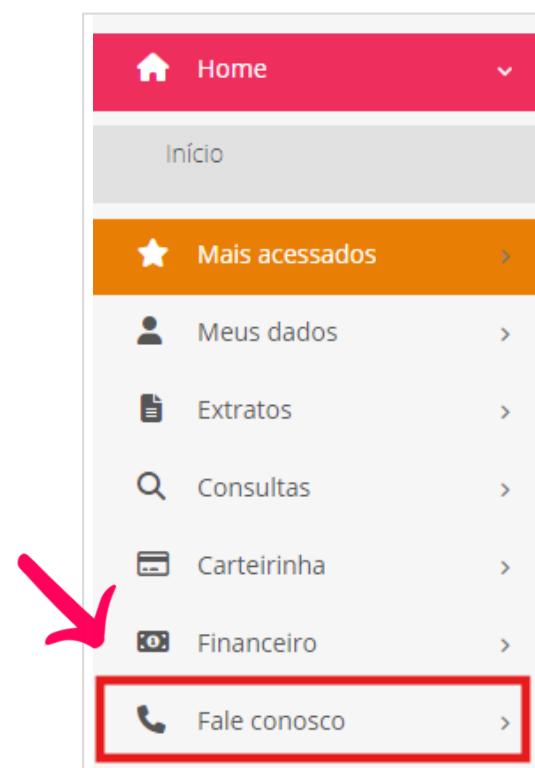 Home
Início
Mais acessados
Meus dados
Extratos
Consultas
Carteirinha
Financeiro
Fale conosco